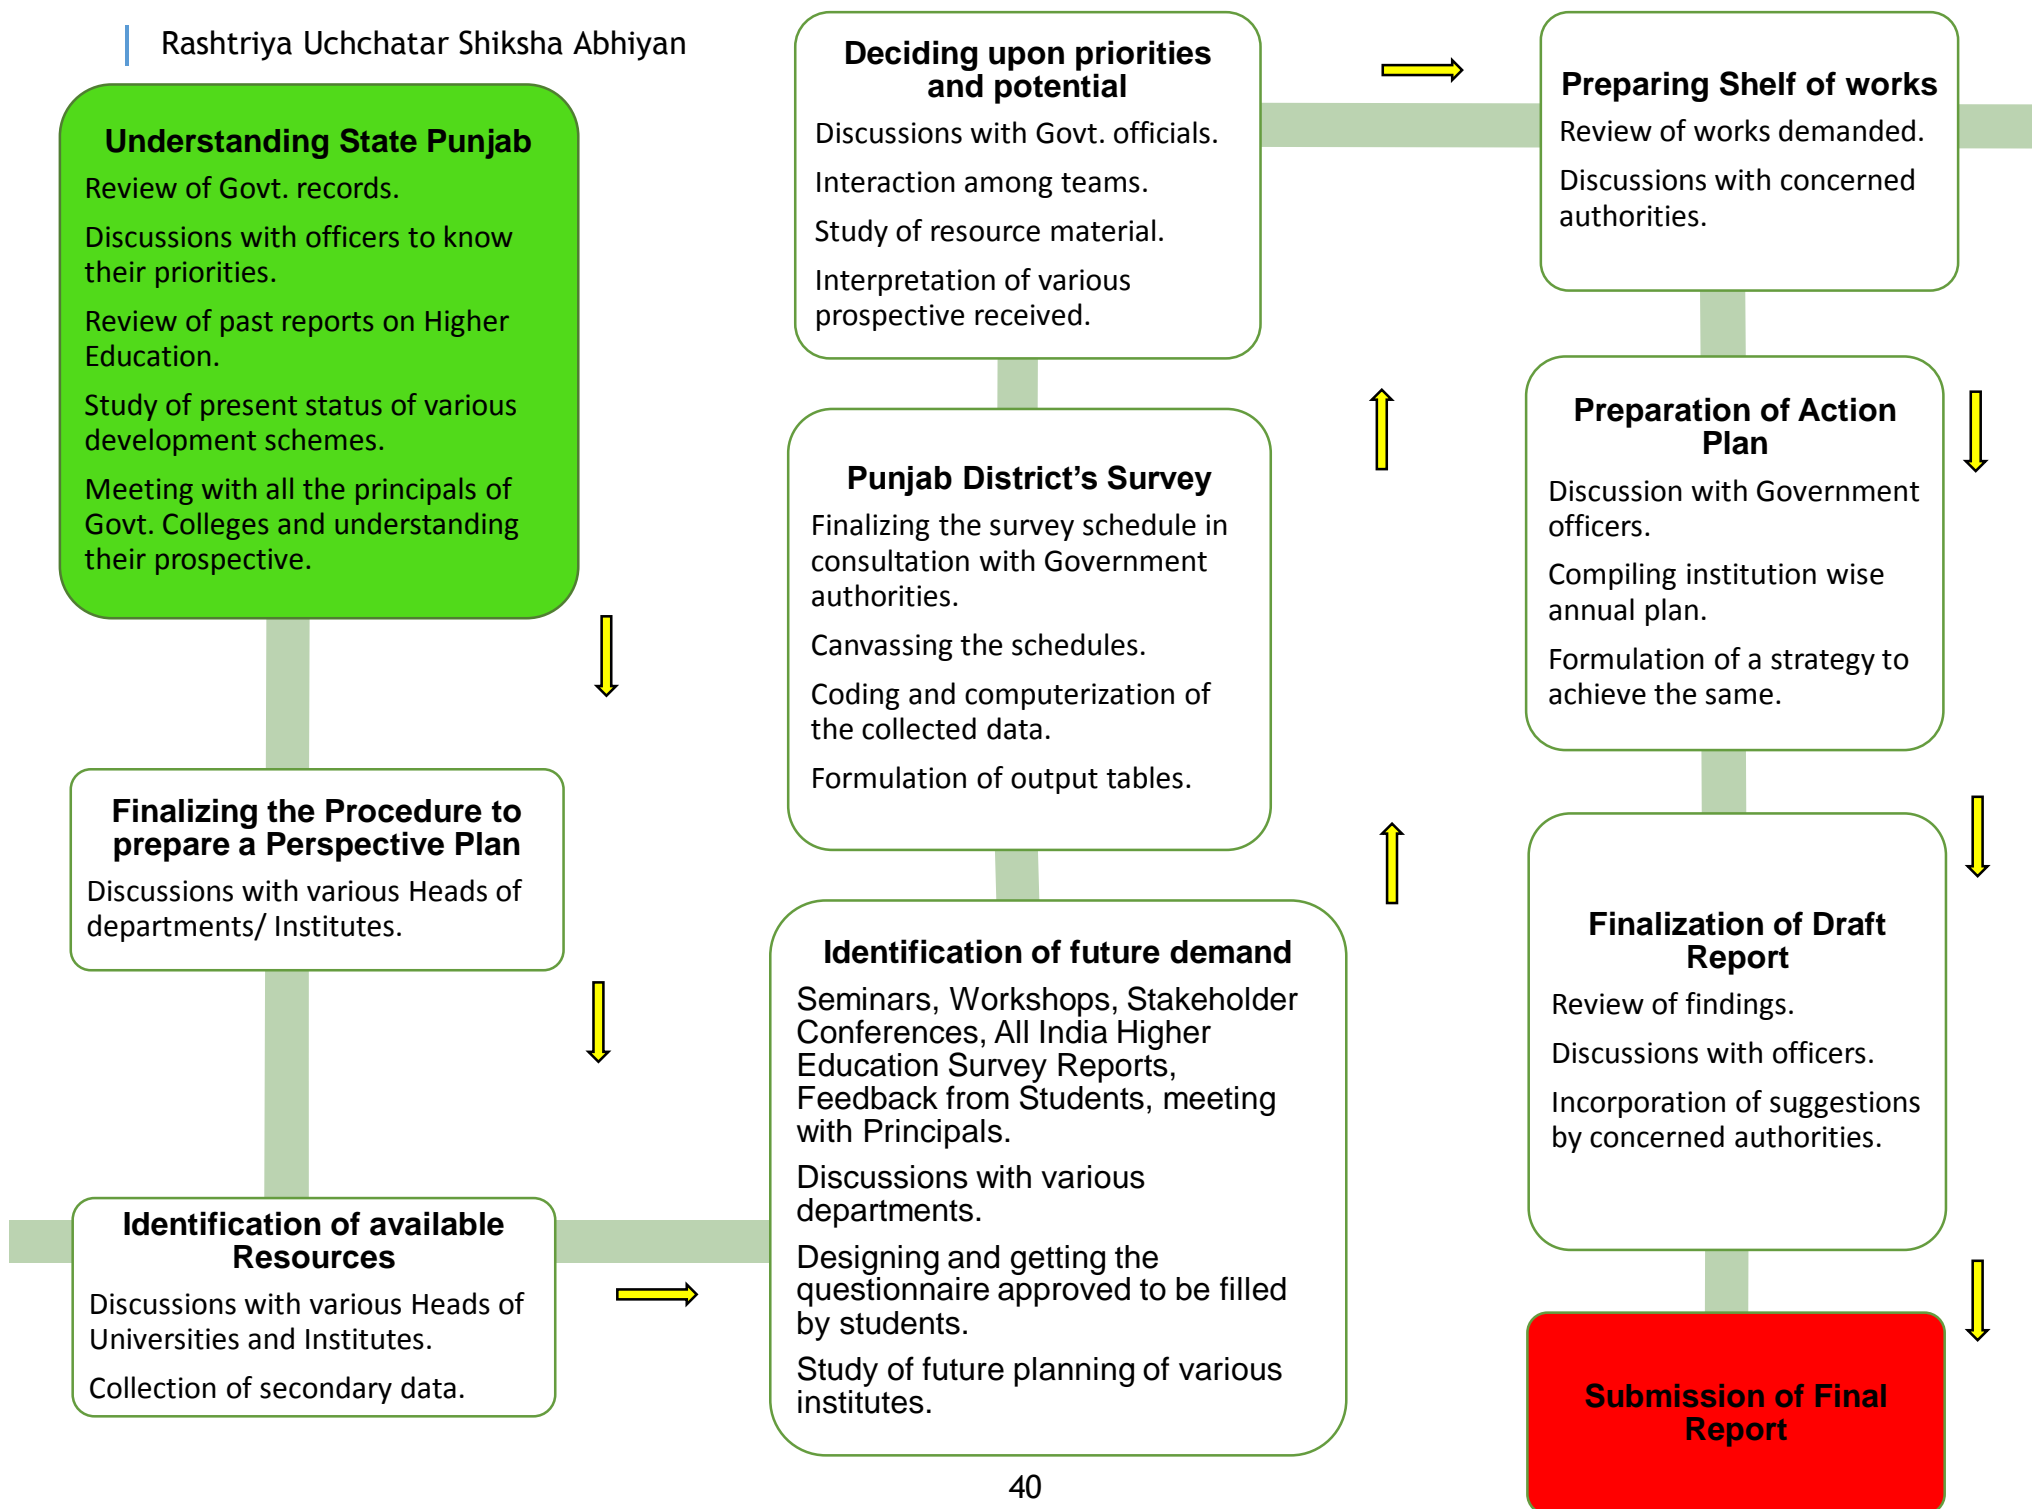 Rashtriya Uchchatar Shiksha Abhiyan
Understanding State Punjab
Review of Govt. records.
Discussions with officers to know
their priorities.
Review of past reports on Higher
Education.
Study of present status of various
development schemes.
Meeting with all the principals of
Govt. Colleges and understanding
their prospective.
Finalizing the Procedure to
prepare a Perspective Plan
Discussions with various Heads of
departments/ Institutes.
Identification of available
Resources
Discussions with various Heads of
Universities and Institutes.
Collection of secondary data.
Identification of future demand
Seminars, Workshops, Stakeholder
Conferences, All India Higher
Education Survey Reports,
Feedback from Students, meeting
with Principals.
Discussions with various
departments.
Designing and getting the
questionnaire approved to be filled
by students.
Study of future planning of various
institutes.
Punjab District’s Survey
Finalizing the survey schedule in
consultation with Government
authorities.
Canvassing the schedules.
Coding and computerization of
the collected data.
Formulation of output tables.
Deciding upon priorities
and potential
Discussions with Govt. officials.
Interaction among teams.
Study of resource material.
Interpretation of various
prospective received.
Preparing Shelf of works
Review of works demanded.
Discussions with concerned
authorities.
Preparation of Action
Plan
Discussion with Government
officers.
Compiling institution wise
annual plan.
Formulation of a strategy to
achieve the same.
Finalization of Draft
Report
Review of findings.
Discussions with officers.
Incorporation of suggestions
by concerned authorities.
Submission of Final
Report
40